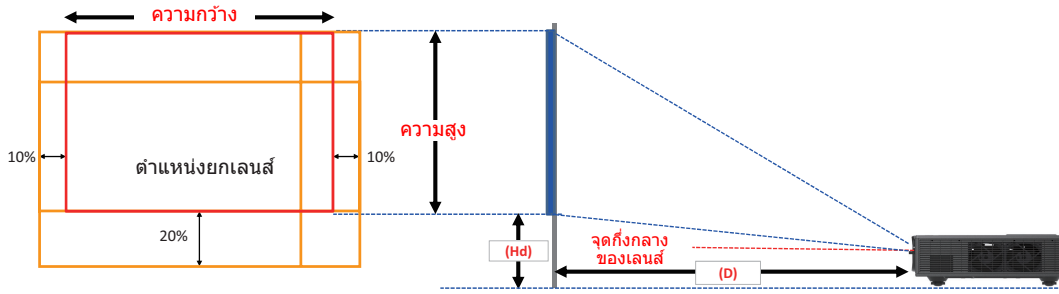 ความกว้าง
ความสูง
10%
ตำแหน่งยกเลนส์
10%
20%
(Hd)
จุดกึ่งกลาง
ของเลนส์
(D)